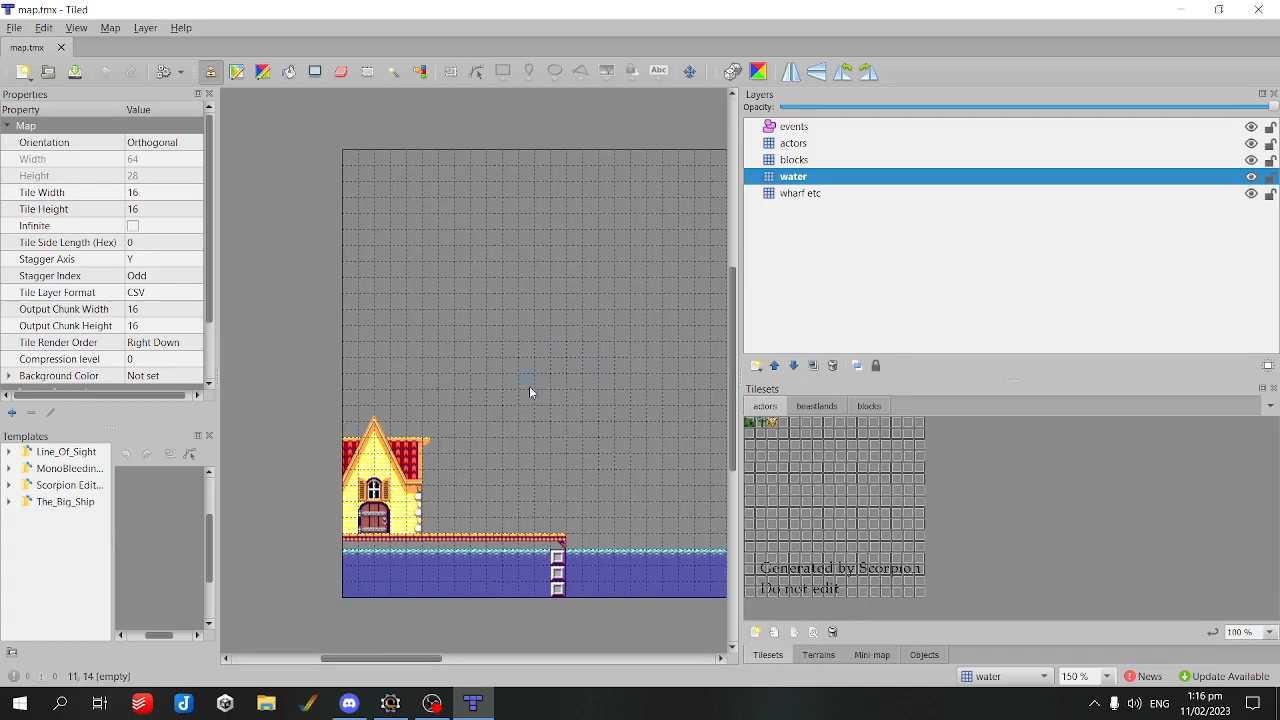 map.tmx - Tiled
File Edit View Map Layer Help
map.tmx
Abc
Properties
Property Value
Map
Orientation Orthogonal
Width 64
Height 28
Tile Width 16
Tile Height 16
Infinite
Tile Side Length (Hex) 0
Stagger Axis Y
Stagger Index Odd
Tile Layer Format CSV
Output Chunk Width 16
Output Chunk Height 16
Tile Render Order Right Down
Compression level 0
Background Color Not set
Templates
Line_Of_Sight
MonoBleeding...
Scorpion Edit...
The_Big_Ship
Layers
Opacity:
events
actors
blocks
water
wharf etc
Tilesets
actors beastlands blocks
Generated by Scorpion
Do not edit
100 %
Tilesets Terrains Mini-map Objects
0 1 0 11, 14 [empty]
water 150 % News Update Available
ENG 1:16 pm
11/02/2023